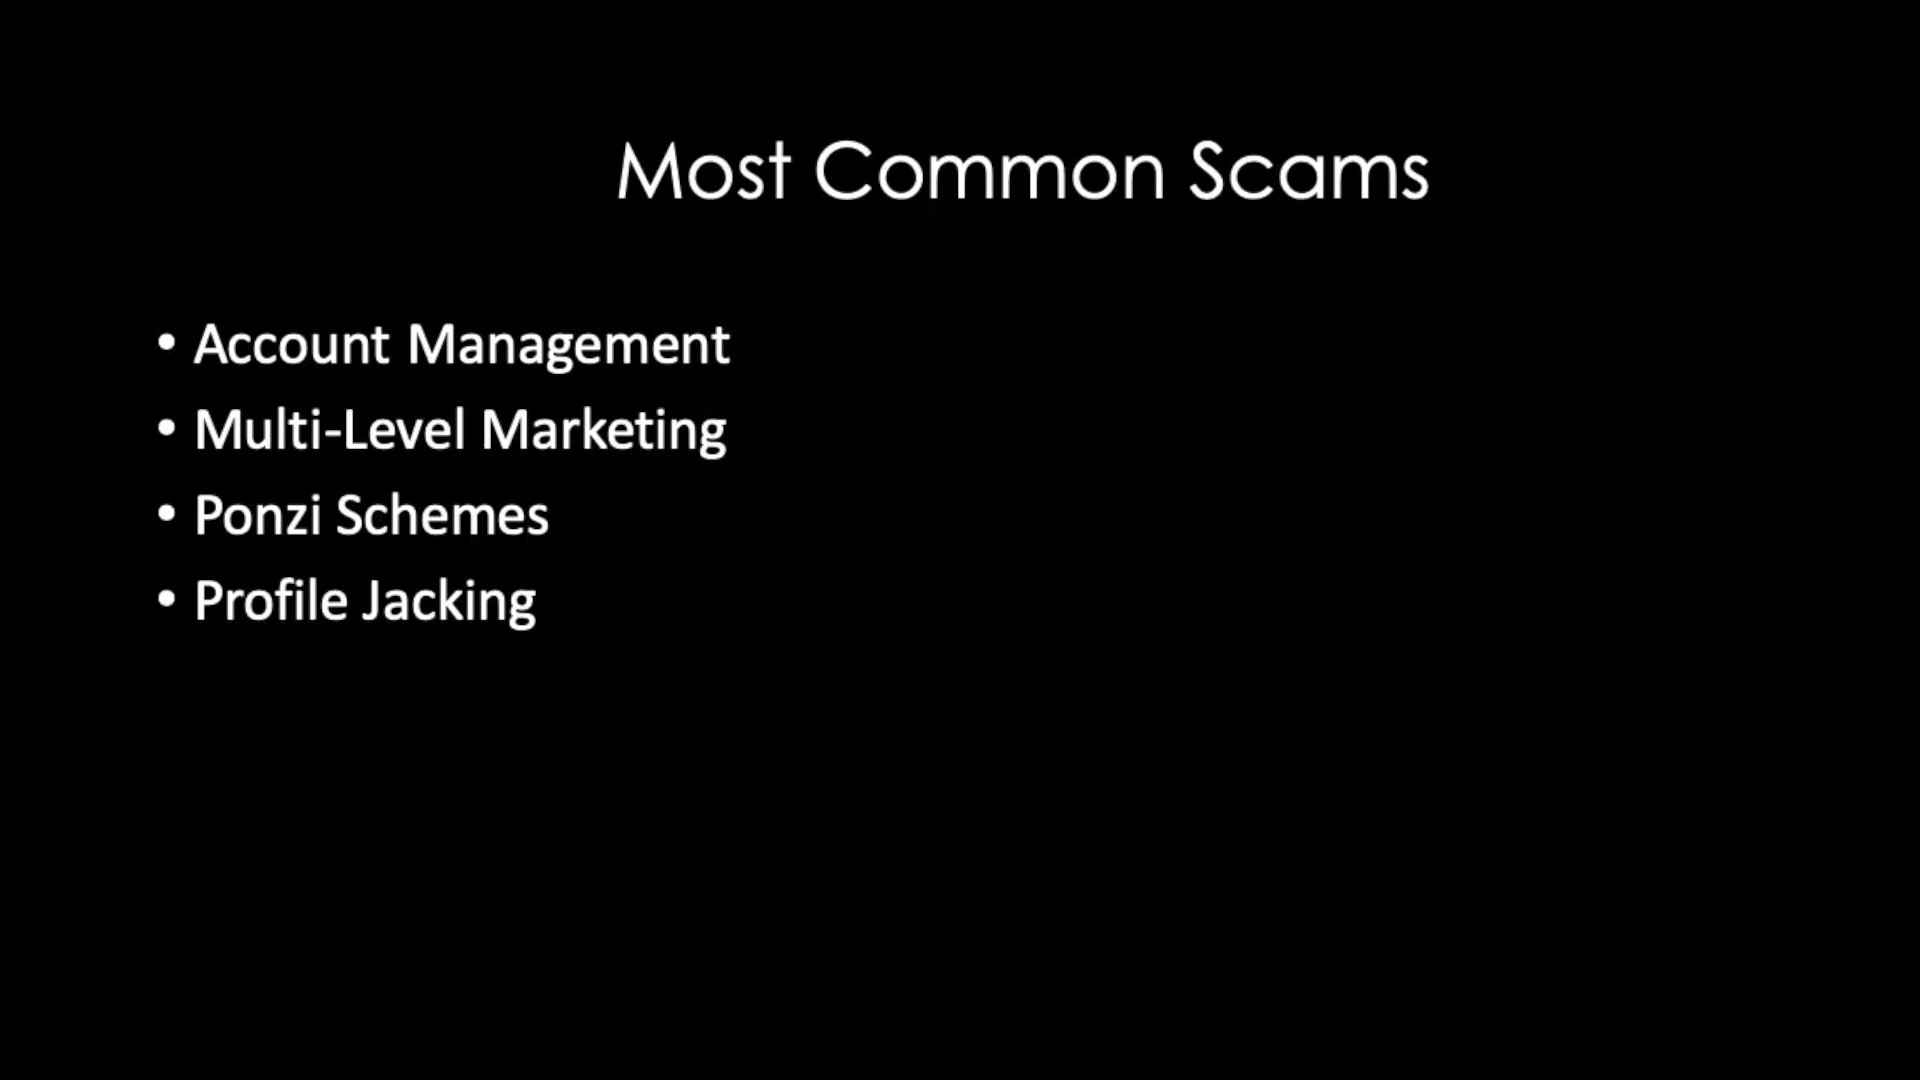 Most Common Scams
• Account Management
• Multi-Level Marketing
• Ponzi Schemes
• Profile Jacking